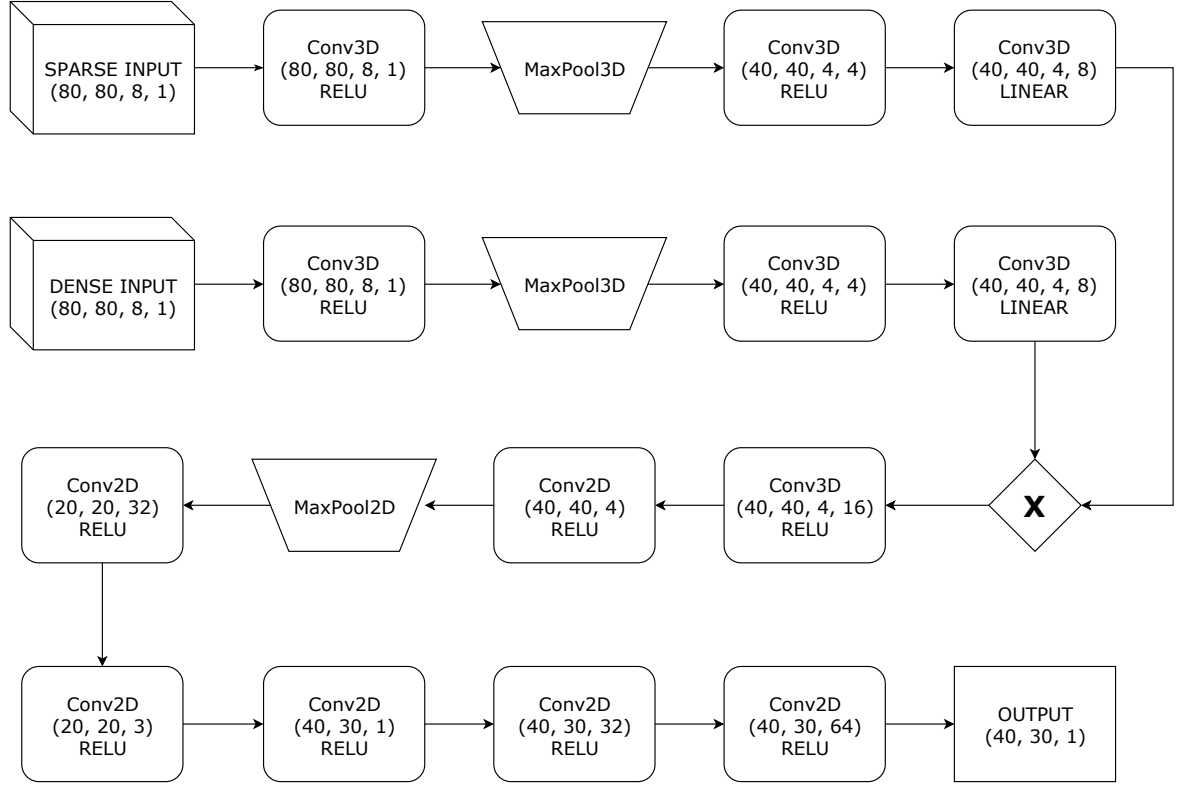 SPARSE INPUT
(80, 80, 8, 1)
Conv3D
(80, 80, 8, 1)
RELU
MaxPool3D
Conv3D
(40, 40, 4, 4)
RELU
Conv3D
(40, 40, 4, 8)
LINEAR
DENSE INPUT
(80, 80, 8, 1)
Conv3D
(80, 80, 8, 1)
RELU
MaxPool3D
Conv3D
(40, 40, 4, 4)
RELU
Conv3D
(40, 40, 4, 8)
LINEAR
X
Conv3D
(40, 40, 4, 16)
RELU
Conv2D
(40, 40, 4)
RELU
MaxPool2D
Conv2D
(20, 20, 32)
RELU
Conv2D
(20, 20, 3)
RELU
Conv2D
(40, 30, 1)
RELU
Conv2D
(40, 30, 32)
RELU
Conv2D
(40, 30, 64)
RELU
OUTPUT
(40, 30, 1)